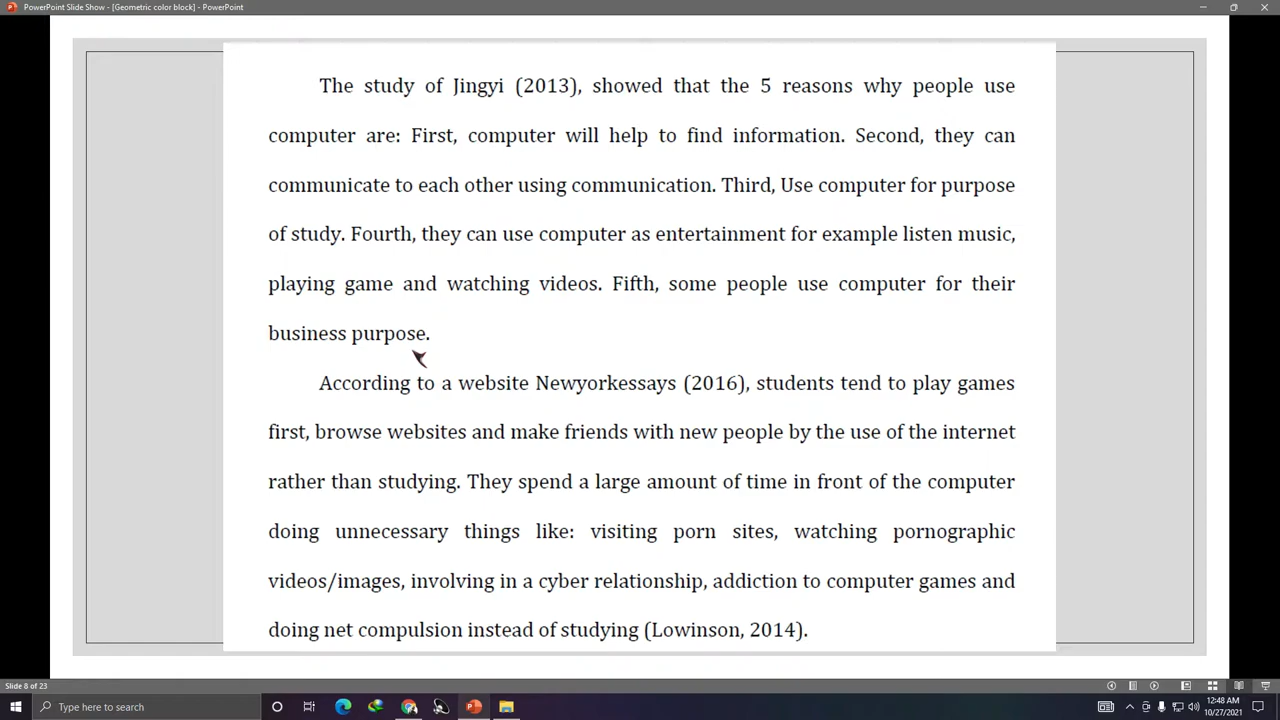 PowerPoint Slide Show - [Geometric color block] - PowerPoint
The study of Jingyi (2013), showed that the 5 reasons why people use
computer are: First, computer will help to find information. Second, they can
communicate to each other using communication. Third, Use computer for purpose
of study. Fourth, they can use computer as entertainment for example listen music,
playing game and watching videos. Fifth, some people use computer for their
business purpose.
According to a website Newyorkessays (2016), students tend to play games
first, browse websites and make friends with new people by the use of the internet
rather than studying. They spend a large amount of time in front of the computer
doing unnecessary things like: visiting porn sites, watching pornographic
videos/images, involving in a cyber relationship, addiction to computer games and
doing net compulsion instead of studying (Lowinson, 2014).
Slide 8 of 23
Type here to search
12:48 AM
10/27/2021